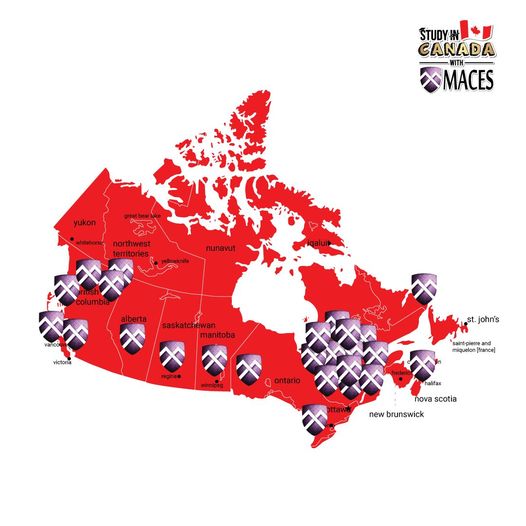 STUDY IN
CANADA
WITH
MACES
yukon
great bear lake
whitehorse
northwest
territories
yellowknife
nunavut
iqaluit
british
columbia
alberta
saskatchewan
manitoba
vancouver
victoria
regina
winnipeg
ontario
ottawa
st. john's
saint-pierre and
miquelon [france]
halifax
nova scotia
new brunswick